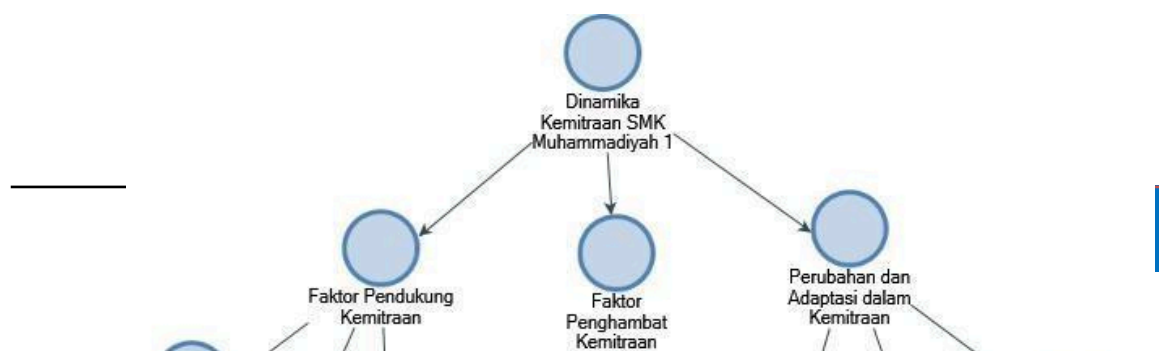 Dinamika
Kemitraan SMK
Muhammadiyah 1
Faktor Pendukung
Kemitraan
Faktor
Penghambat
Kemitraan
Perubahan dan
Adaptasi dalam
Kemitraan